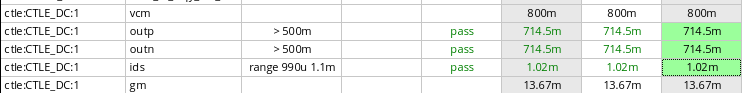 ctle:CTLE_DC:1 vcm 800m 800m 800m
ctle:CTLE_DC:1 outp > 500m pass 714.5m 714.5m 714.5m
ctle:CTLE_DC:1 outn > 500m pass 714.5m 714.5m 714.5m
ctle:CTLE_DC:1 ids range 990u 1.1m pass 1.02m 1.02m 1.02m
ctle:CTLE_DC:1 gm 13.67m 13.67m 13.67m